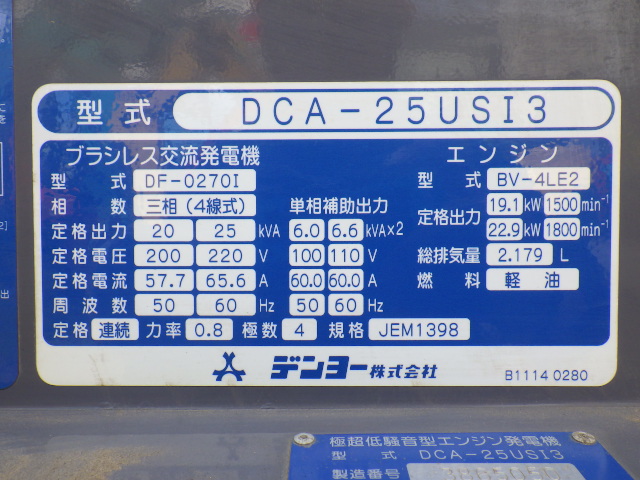 型式 DCA-25USI3
ブラシレス交流発電機
型式 DF-0270I
相数 三相(4線式) 単相補助出力
定格出力 20 25 kVA 6.0 6.6 kVA×2
定格電圧 200 220 V 100 110 V
定格電流 57.7 65.6 A 60.0 60.0 A
周波数 50 60 Hz 50 60 Hz
定格 連続 力率 0.8 極数 4 規格 JEM1398
エンジン
型式 BV-4LE2
定格出力 19.1 kW 1500 min⁻¹
22.9 kW 1800 min⁻¹
総排気量 2.179 L
燃料 軽油
デンヨー株式会社
B1114 0280
極超低騒音型エンジン発電機
型式 DCA-25USI3
製造番号